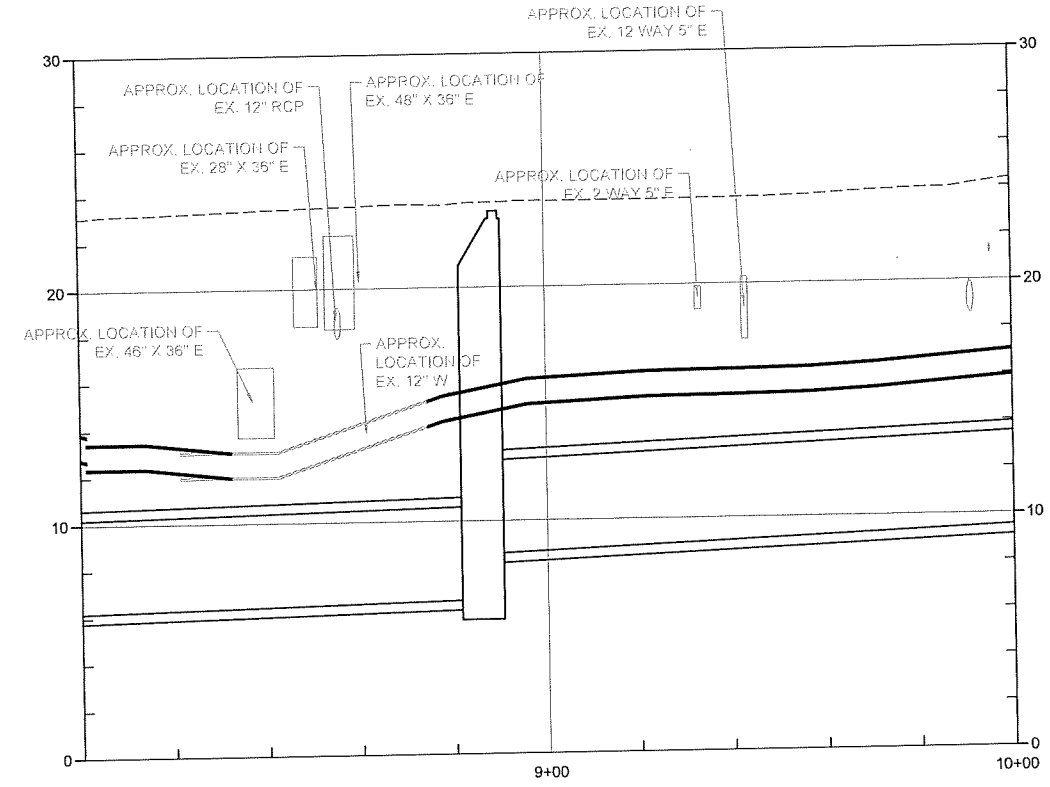 APPROX. LOCATION OF
EX. 12 WAY 5" E
30
30
APPROX. LOCATION OF
EX. 12" RCP
APPROX. LOCATION OF
EX. 48" X 36" E
APPROX. LOCATION OF
EX. 28" X 36" E
APPROX. LOCATION OF
EX. 2 WAY 5" E
20
20
APPROX. LOCATION OF
EX. 46" X 36" E
APPROX.
LOCATION OF
EX. 12" W
10
10
0
0
9+00
10+00